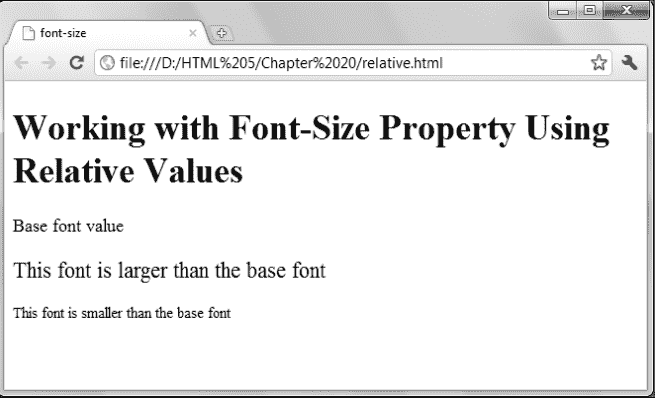 font-size
file:///D:/HTML%205/Chapter%2020/relative.html
Working with Font-Size Property Using
Relative Values
Base font value
This font is larger than the base font
This font is smaller than the base font